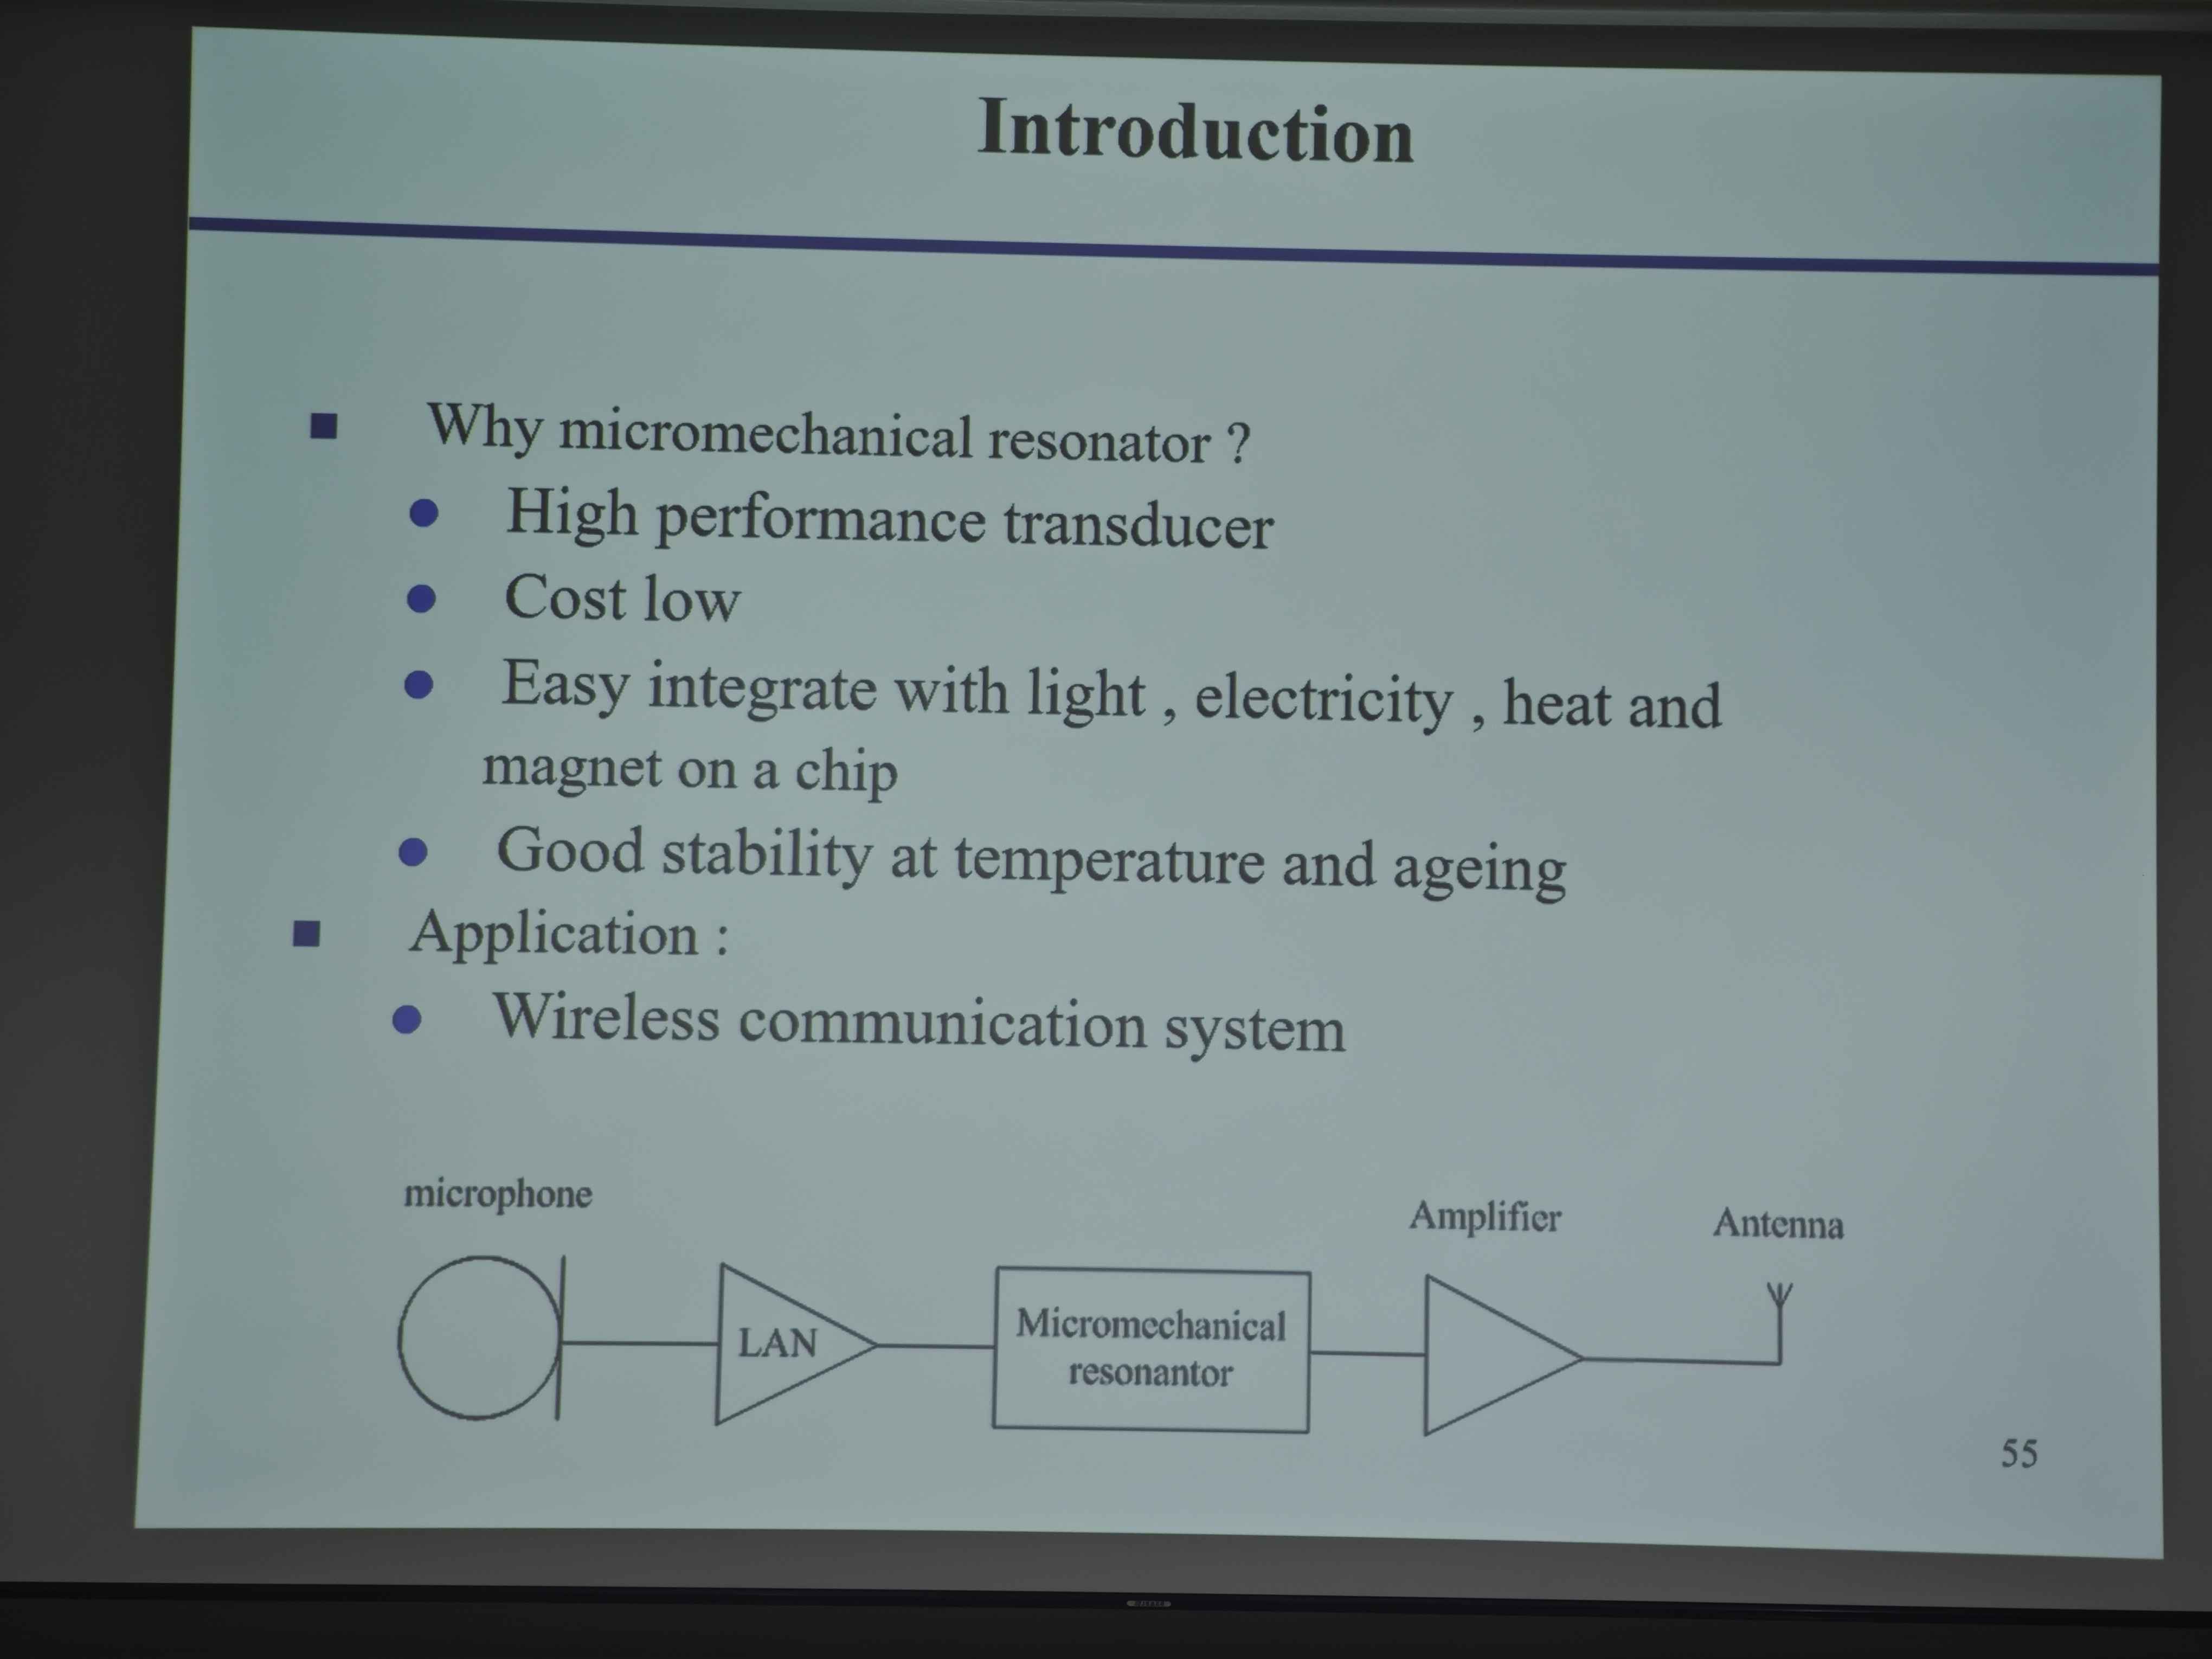 Introduction
Why micromechanical resonator ?
High performance transducer
Cost low
Easy integrate with light , electricity , heat and
magnet on a chip
Good stability at temperature and ageing
Application :
Wireless communication system
microphone
Amplifier
Antenna
LAN
Micromechanical
resonantor
55